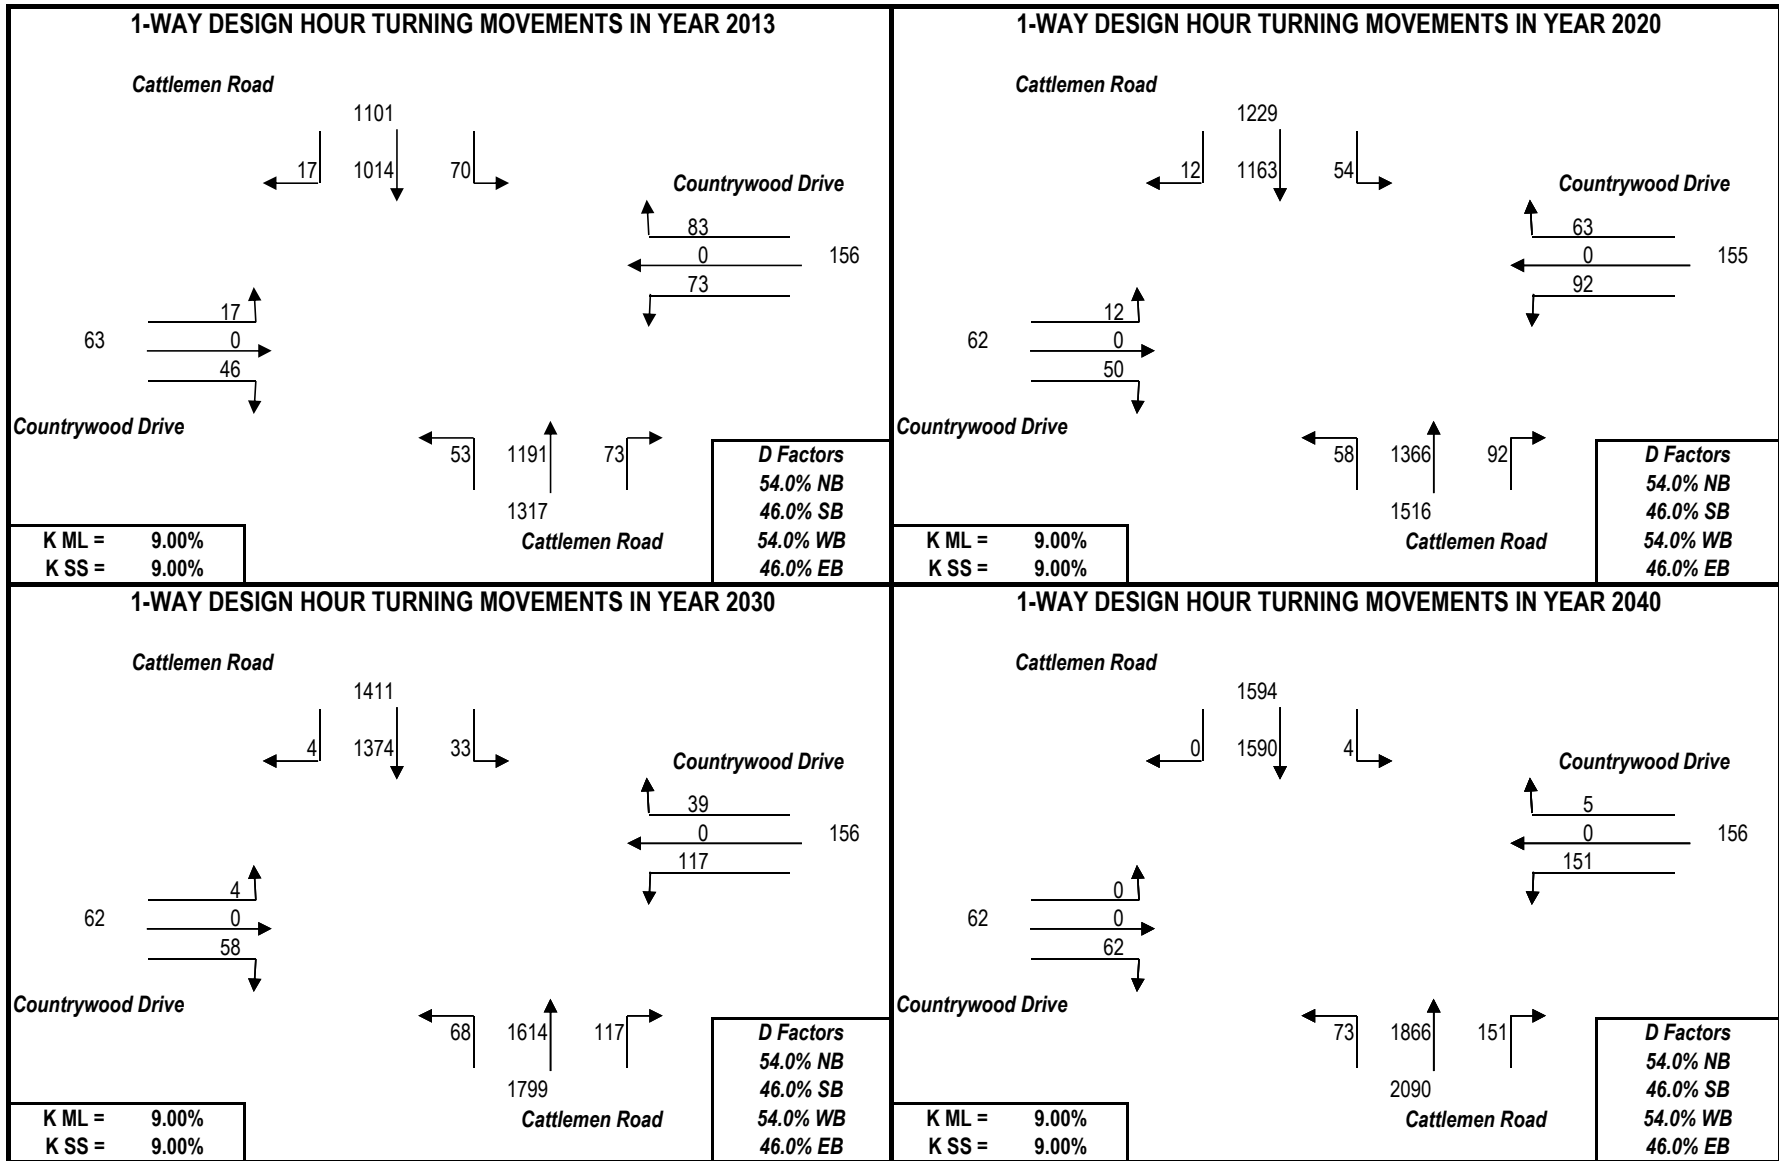 1-WAY DESIGN HOUR TURNING MOVEMENTS IN YEAR 2013
Cattlemen Road
1101
17 1014 70
Countrywood Drive
83
0 156
73
17
63 0
46
Countrywood Drive
53 1191 73
1317
Cattlemen Road
D Factors
54.0% NB
46.0% SB
54.0% WB
46.0% EB
K ML = 9.00%
K SS = 9.00%
1-WAY DESIGN HOUR TURNING MOVEMENTS IN YEAR 2020
Cattlemen Road
1229
12 1163 54
Countrywood Drive
63
0 155
92
12
62 0
50
Countrywood Drive
58 1366 92
1516
Cattlemen Road
D Factors
54.0% NB
46.0% SB
54.0% WB
46.0% EB
K ML = 9.00%
K SS = 9.00%
1-WAY DESIGN HOUR TURNING MOVEMENTS IN YEAR 2030
Cattlemen Road
1411
4 1374 33
Countrywood Drive
39
0 156
117
4
62 0
58
Countrywood Drive
68 1614 117
1799
Cattlemen Road
D Factors
54.0% NB
46.0% SB
54.0% WB
46.0% EB
K ML = 9.00%
K SS = 9.00%
1-WAY DESIGN HOUR TURNING MOVEMENTS IN YEAR 2040
Cattlemen Road
1594
0 1590 4
Countrywood Drive
5
0 156
151
0
62 0
62
Countrywood Drive
73 1866 151
2090
Cattlemen Road
D Factors
54.0% NB
46.0% SB
54.0% WB
46.0% EB
K ML = 9.00%
K SS = 9.00%